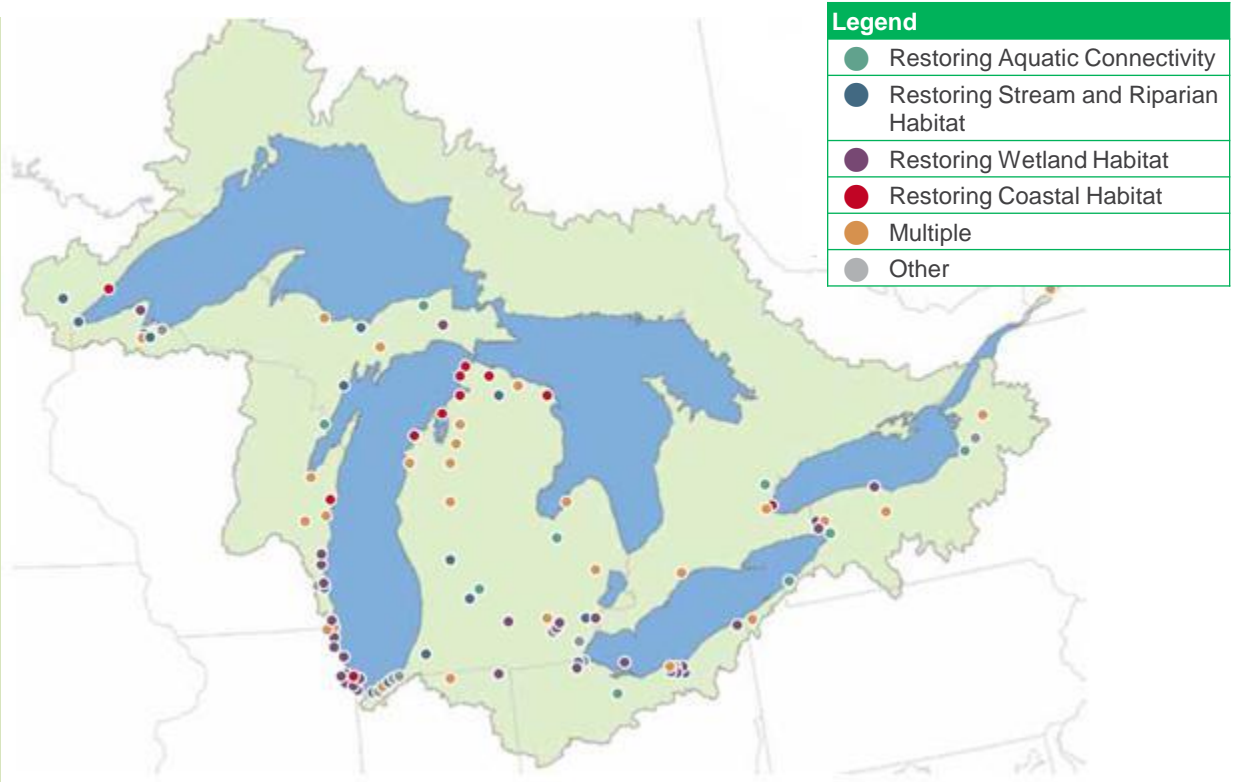 Legend
Restoring Aquatic Connectivity
Restoring Stream and Riparian
Habitat
Restoring Wetland Habitat
Restoring Coastal Habitat
Multiple
Other